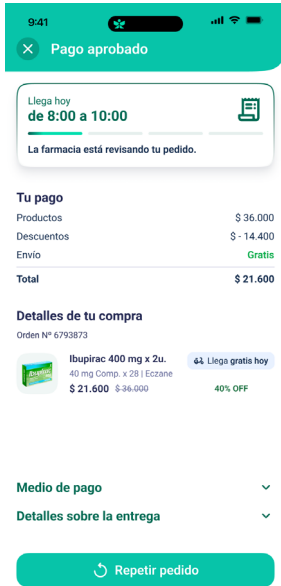 9:41
Pago aprobado
Llega hoy
de 8:00 a 10:00
La farmacia está revisando tu pedido.
Tu pago
Productos $ 36.000
Descuentos $ - 14.400
Envío Gratis
Total $ 21.600
Detalles de tu compra
Orden Nº 6793873
Ibupirac 400 mg x 2u. Llega gratis hoy
40 mg Comp. x 28 | Eczane
$ 21.600 $ 36.000 40% OFF
Medio de pago
Detalles sobre la entrega
Repetir pedido